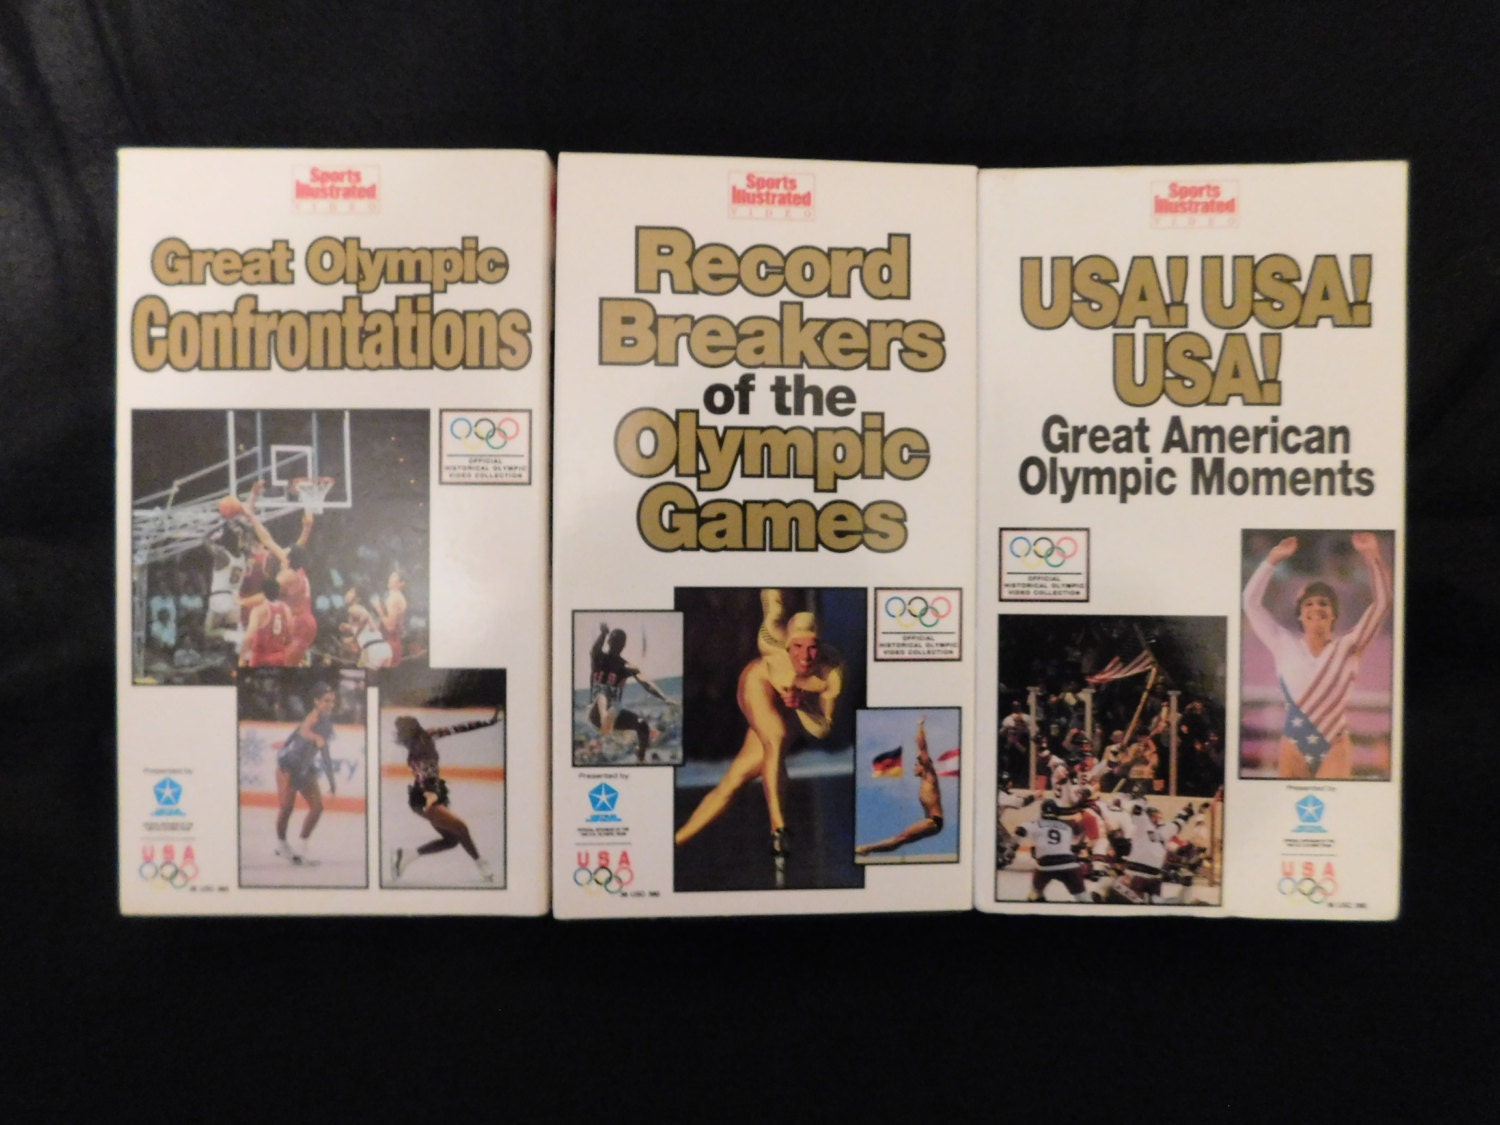 Sports
Illustrated
VIDEO
Great Olympic
Confrontations
OFFICIAL
HISTORICAL OLYMPIC
VIDEO COLLECTION
Presented by
USA
Sports
Illustrated
VIDEO
Record
Breakers
of the
Olympic
Games
OFFICIAL
HISTORICAL OLYMPIC
VIDEO COLLECTION
Presented by
USA
Sports
Illustrated
VIDEO
USA! USA!
USA!
Great American
Olympic Moments
OFFICIAL
HISTORICAL OLYMPIC
VIDEO COLLECTION
9
Presented by
USA